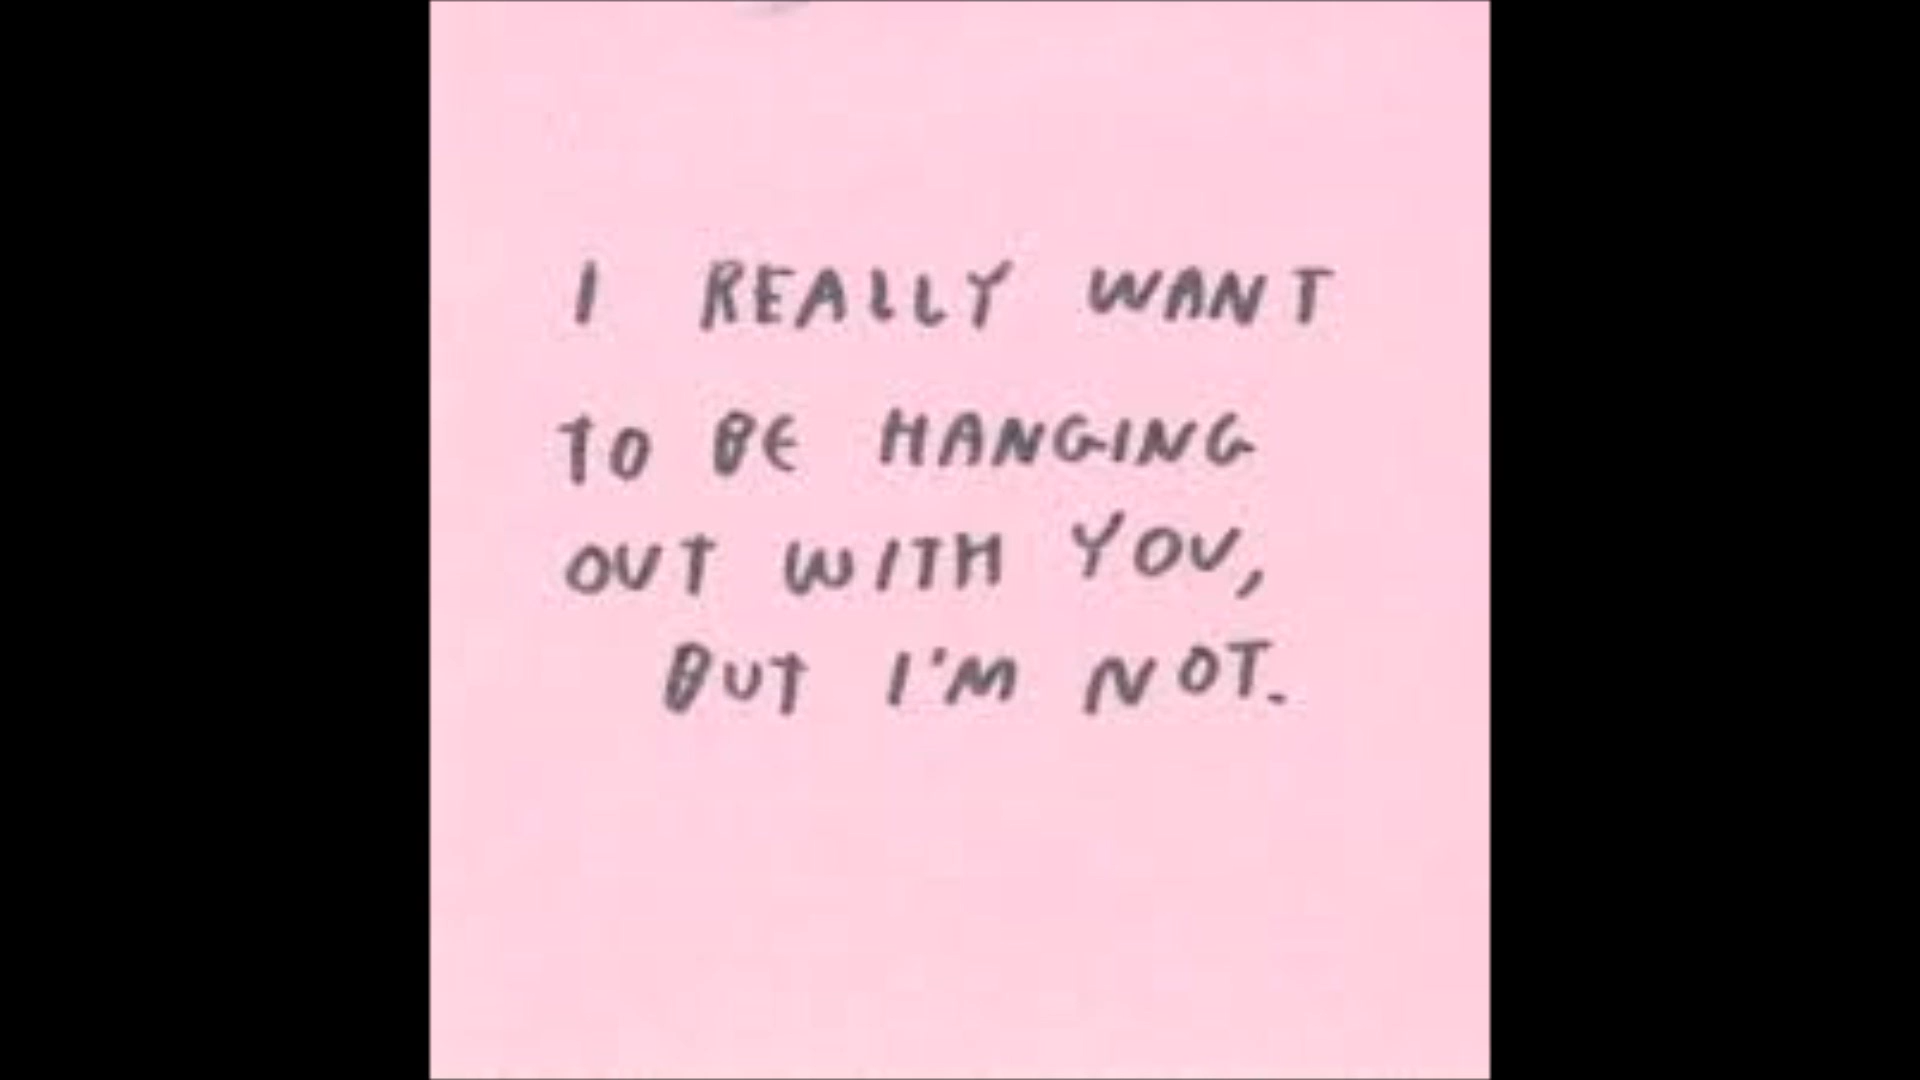 I REALLY WANT
TO BE HANGING
OUT WITH YOU,
BUT I'M NOT.